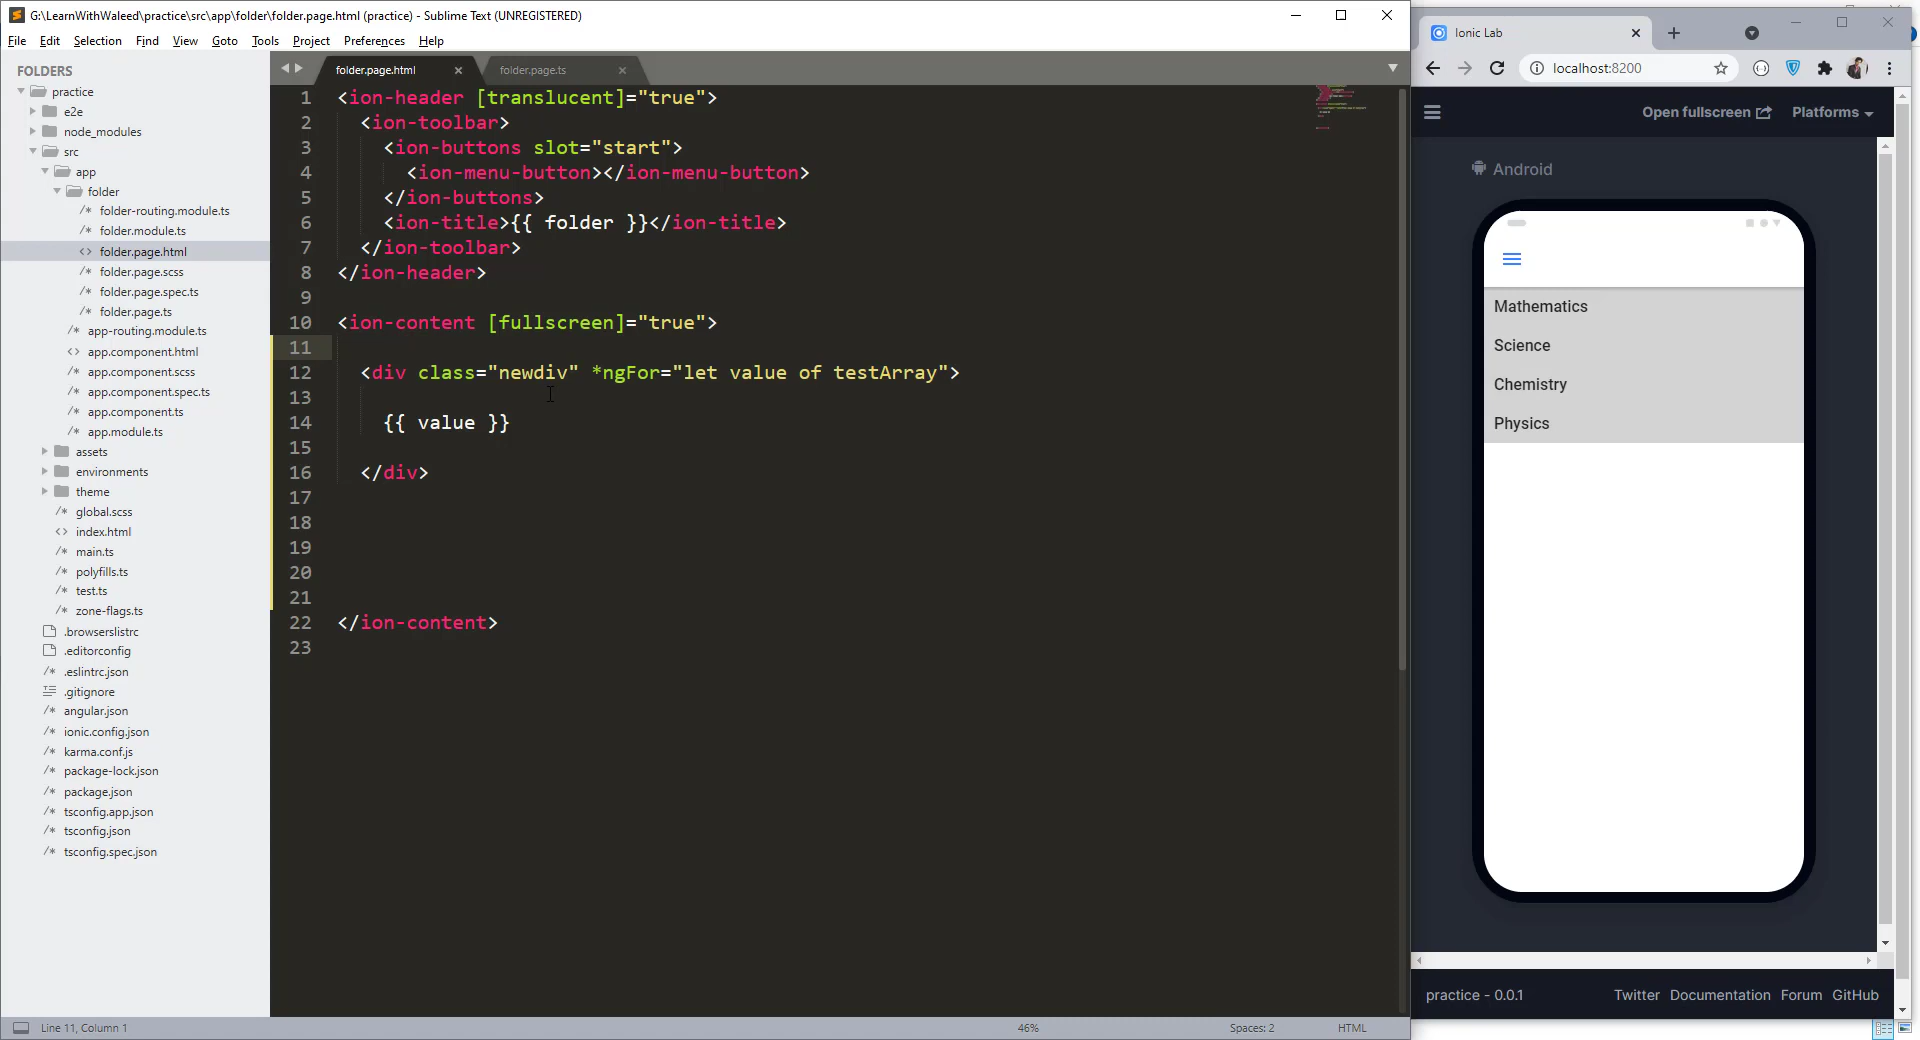 G:\LearnWithWaleed\practice\src\app\folder\folder.page.html (practice) - Sublime Text (UNREGISTERED)
File Edit Selection Find View Goto Tools Project Preferences Help
FOLDERS
practice
e2e
node_modules
src
app
folder
folder-routing.module.ts
folder.module.ts
folder.page.html
folder.page.scss
folder.page.spec.ts
folder.page.ts
app-routing.module.ts
app.component.html
app.component.scss
app.component.spec.ts
app.component.ts
app.module.ts
assets
environments
theme
global.scss
index.html
main.ts
polyfills.ts
test.ts
zone-flags.ts
.browserslistrc
.editorconfig
.eslintrc.json
.gitignore
angular.json
ionic.config.json
karma.conf.js
package-lock.json
package.json
tsconfig.app.json
tsconfig.json
tsconfig.spec.json
folder.page.html folder.page.ts
1 <ion-header [translucent]="true">
2 <ion-toolbar>
3 <ion-buttons slot="start">
4 <ion-menu-button></ion-menu-button>
5 </ion-buttons>
6 <ion-title>{{ folder }}</ion-title>
7 </ion-toolbar>
8 </ion-header>
9
10 <ion-content [fullscreen]="true">
11
12 <div class="newdiv" *ngFor="let value of testArray">
13
14 {{ value }}
15
16 </div>
17
18
19
20
21
22 </ion-content>
23
Line 11, Column 1 46% Spaces: 2 HTML
Ionic Lab
localhost:8200
Open fullscreen Platforms
Android
Mathematics
Science
Chemistry
Physics
practice - 0.0.1 Twitter Documentation Forum GitHub